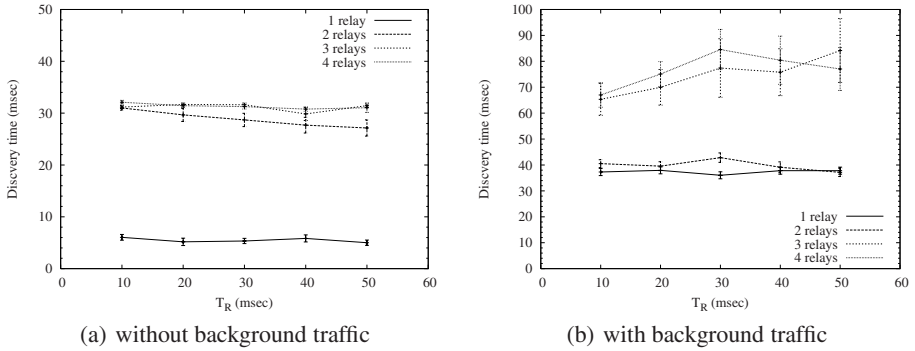 50
40
30
20
10
0
0 10 20 30 40 50 60
Discvery time (msec)
T_R (msec)
1 relay
2 relays
3 relays
4 relays
(a) without background traffic
100
90
80
70
60
50
40
30
20
10
0
0 10 20 30 40 50 60
Discvery time (msec)
T_R (msec)
1 relay
2 relays
3 relays
4 relays
(b) with background traffic